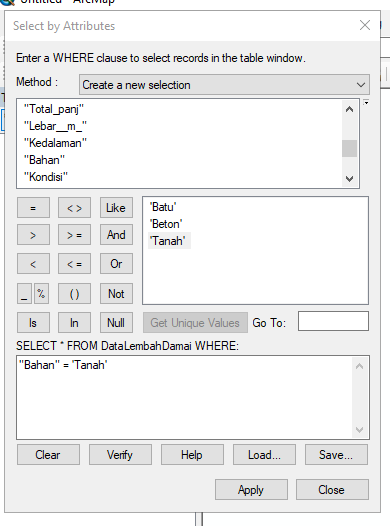 Untitled - ArcMap
Select by Attributes
Enter a WHERE clause to select records in the table window.
Method : Create a new selection
"Total_panj"
"Lebar__m_"
"Kedalaman"
"Bahan"
"Kondisi"
= < > Like
> > = And
< < = Or
_ % ( ) Not
Is In Null
'Batu'
'Beton'
'Tanah'
Get Unique Values Go To:
SELECT * FROM DataLembahDamai WHERE:
"Bahan" = 'Tanah'
Clear Verify Help Load... Save...
Apply Close